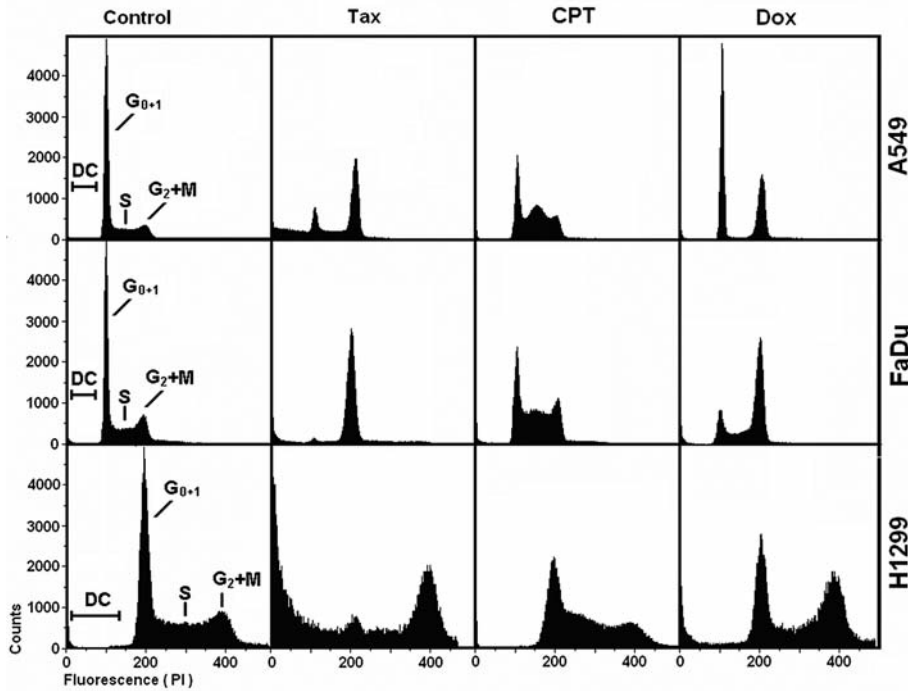 Control Tax CPT Dox
4000
3000
2000
1000
0
G0+1
DC
S
G2+M
A549
4000
3000
2000
1000
0
G0+1
DC
S
G2+M
FaDu
4000
3000
2000
1000
0
G0+1
DC
S
G2+M
H1299
Counts
0 200 400 0 200 400 0 200 400 0 200 400
Fluorescence ( PI )